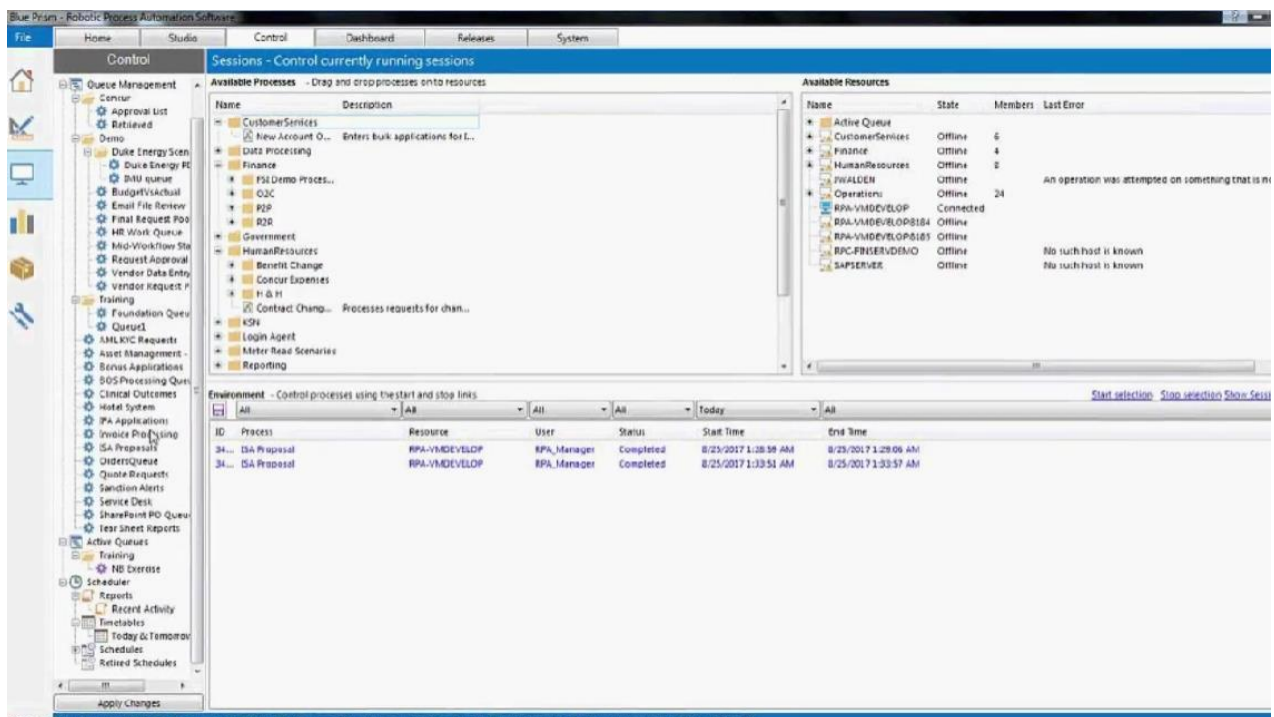 Blue Prism - Robotic Process Automation Software
File Home Studio Control Dashboard Releases System
Control
Queue Management
Concur
Approval List
Retrieved
Demo
Duke Energy Scen
Duke Energy PD
IMU queue
BudgetVsActual
Email File Review
Final Request Poo
HR Work Queue
Mid-Workflow Sta
Request Approval
Vendor Data Entry
Vendor Request P
Training
Foundation Queu
Queue1
AML KYC Requests
Asset Management -
Bonus Applications
BOS Processing Queu
Clinical Outcomes
Hotel System
IPA Applications
Invoice Processing
ISA Proposals
OrdersQueue
Quote Requests
Sanction Alerts
Service Desk
SharePoint PO Queu
Tear Sheet Reports
Active Queues
Training
NB Exercise
Scheduler
Reports
Recent Activity
Timetables
Today & Tomorrow
Schedules
Retired Schedules
Apply Changes
Sessions - Control currently running sessions
Available Processes - Drag and drop processes onto resources
Name Description
CustomerServices
New Account O... Enters bulk applications for I...
Data Processing
Finance
FSI Demo Proces...
O2C
P2P
R2R
Government
HumanResources
Benefit Change
Concur Expenses
H & H
Contract Chang... Processes requests for chan...
KSN
Login Agent
Meter Read Scenarios
Reporting
Available Resources
Name State Members Last Error
Active Queue
CustomerServices Offline 6
Finance Offline 4
HumanResources Offline 8
JWALDEN An operation was attempted on something that is no
Operations Offline 24
RPA-VMDEVELOP Connected
RPA-VMDEVELOP8184 Offline
RPA-VMDEVELOP8185 Offline
RPC-FINSERVDEMO Offline No such host is known
SAPSERVER Offline No such host is known
Environment - Control processes using the start and stop links
Start selection Stop selection Show Sessi
All All All All Today All
ID Process Resource User Status Start Time End Time
34... ISA Proposal RPA-VMDEVELOP RPA_Manager Completed 8/25/2017 1:28:59 AM 8/25/2017 1:29:06 AM
34... ISA Proposal RPA-VMDEVELOP RPA_Manager Completed 8/25/2017 1:33:51 AM 8/25/2017 1:33:57 AM